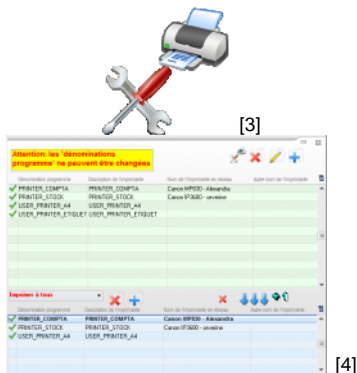 [3]
Attention: les 'dénominations
programme' ne peuvent être changées
Dénomination programme Description de l'imprimante Nom de l'imprimante en réseau Autre nom de l'imprimante
PRINTER_COMPTA PRINTER_COMPTA Canon MP930 - Alexandra
PRINTER_STOCK PRINTER_STOCK Canon IP3600 - severine
USER_PRINTER_A4 USER_PRINTER_A4
USER_PRINTER_ETIQUET USER_PRINTER_ETIQUET
Imprimer à tous
Dénomination programme Description de l'imprimante Nom de l'imprimante en réseau Autre nom de l'imprimante
PRINTER_COMPTA PRINTER_COMPTA Canon MP930 - Alexandra
PRINTER_STOCK PRINTER_STOCK Canon IP3600 - severine
USER_PRINTER_A4 USER_PRINTER_A4
[4]